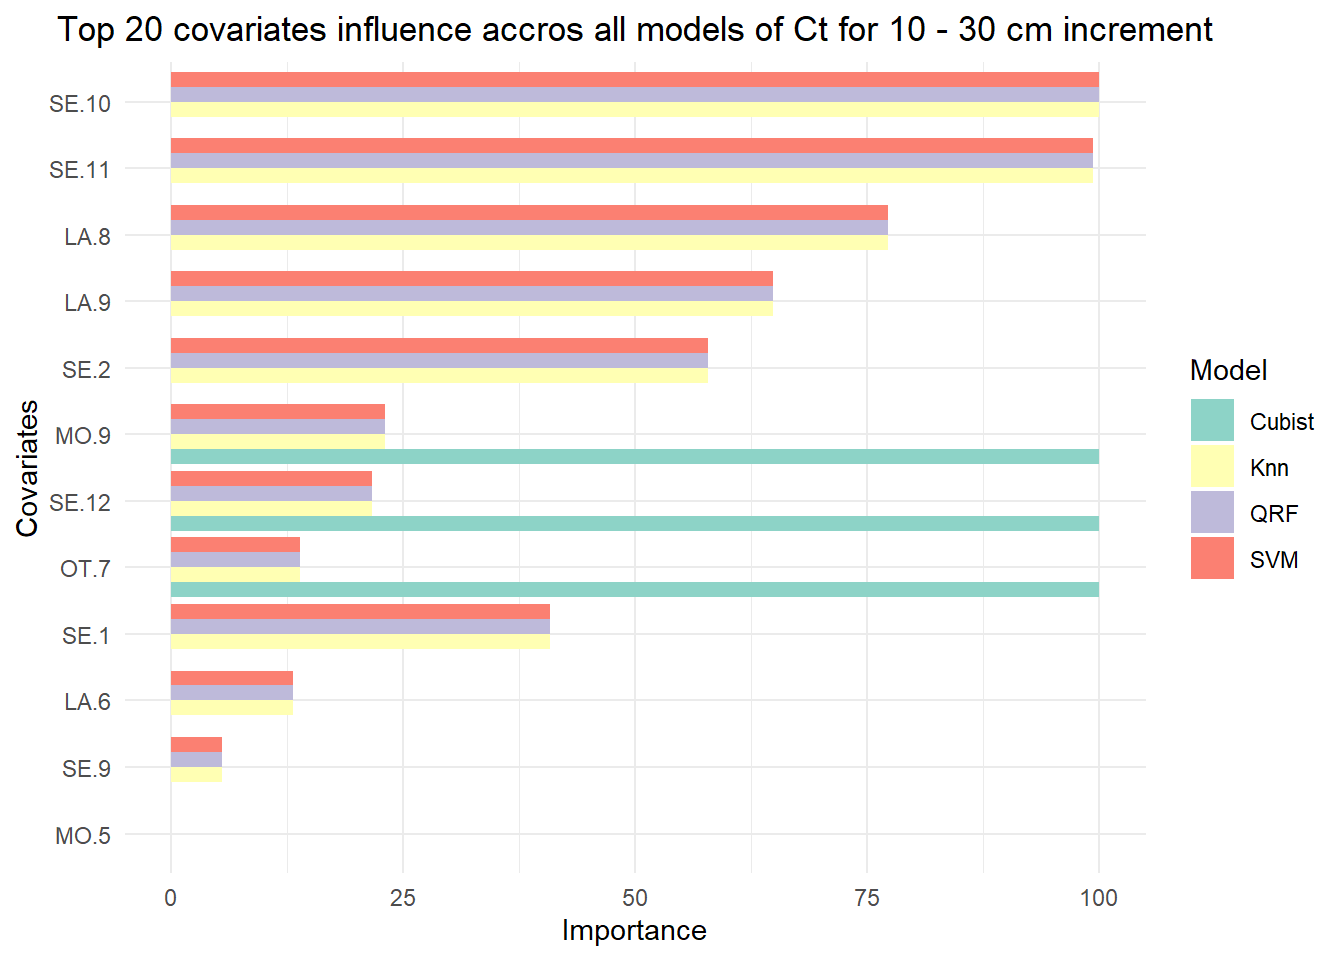 Top 20 covariates influence accros all models of Ct for 10 - 30 cm increment
SE.10
SE.11
LA.8
LA.9
SE.2
MO.9
SE.12
OT.7
SE.1
LA.6
SE.9
MO.5
Covariates
0 25 50 75 100
Importance
Model
Cubist
Knn
QRF
SVM